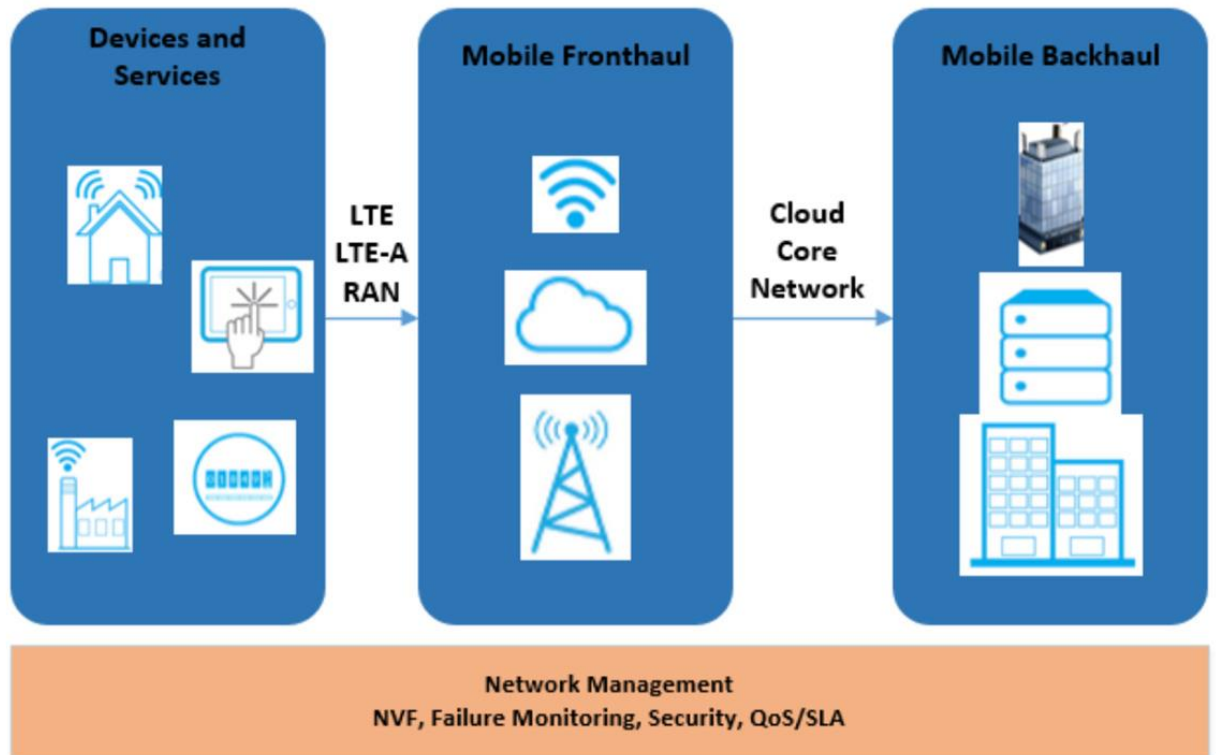 Devices and
Services
LTE
LTE-A
RAN
Mobile Fronthaul
Cloud
Core
Network
Mobile Backhaul
Network Management
NVF, Failure Monitoring, Security, QoS/SLA